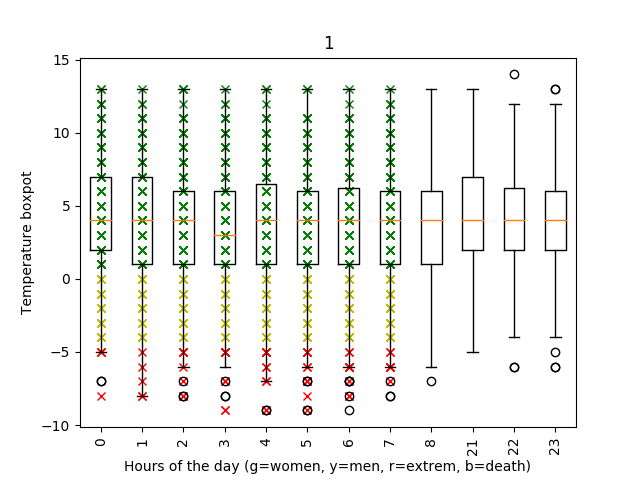 1
Temperature boxpot
15
10
5
0
−5
−10
0 1 2 3 4 5 6 7 8 21 22 23
Hours of the day (g=women, y=men, r=extrem, b=death)